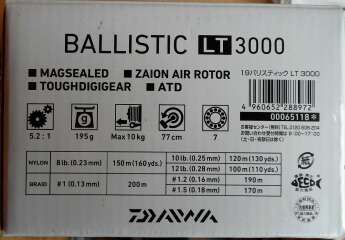 BALLISTIC LT 3000
MAGSEALED ZAION AIR ROTOR
TOUGHDIGIGEAR ATD
19バリスティック LT 3000
4 960652 288972
00065118*
5.2 : 1 195g Max 10kg 77cm 7
NYLON 8 lb. (0.23 mm) 150 m (160 yds.) 10 lb. (0.25 mm) 120 m (130 yds.)
12 lb. (0.28 mm) 100 m (110 yds.)
BRAID #1 (0.13 mm) 200 m #1.2 (0.16 mm) 190 m
#1.5 (0.18 mm) 170 m
DAIWA